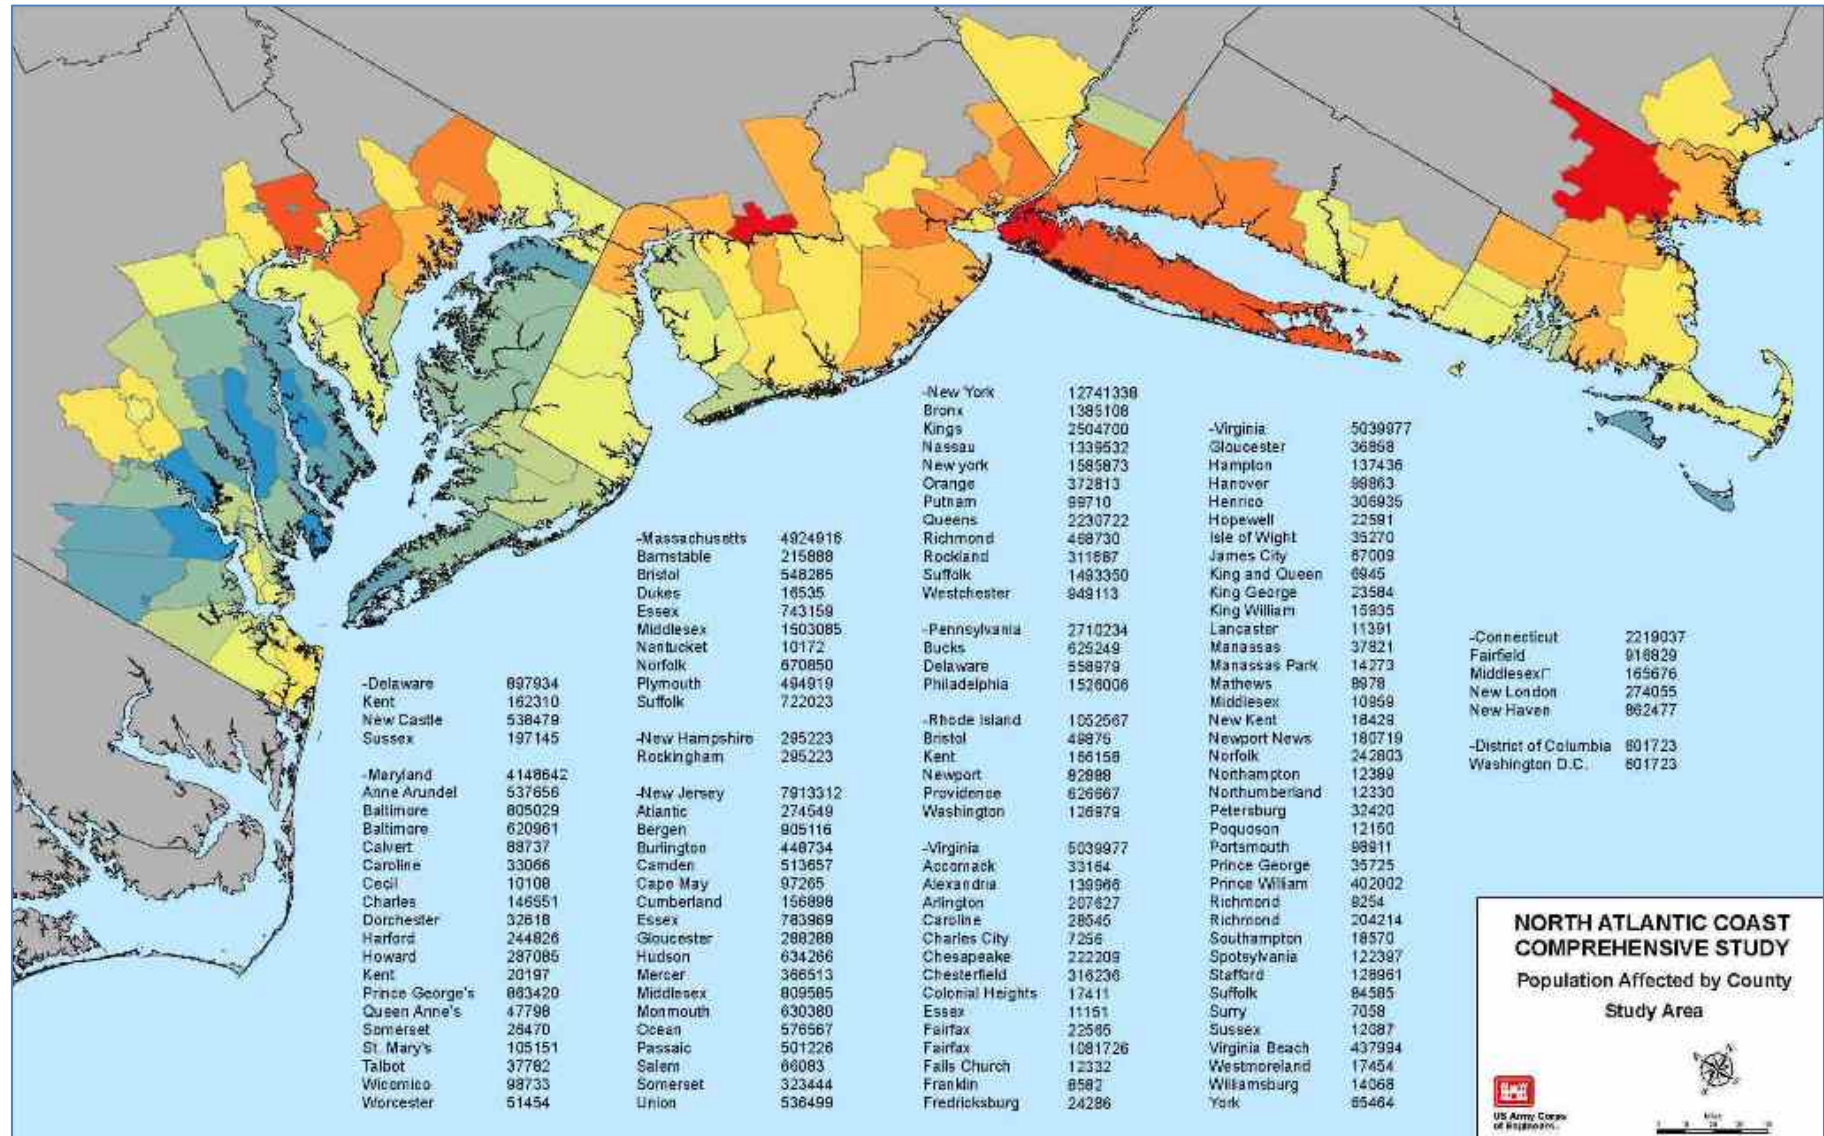 -Delaware 897934
Kent 162310
New Castle 538479
Sussex 197145
-Maryland 4148642
Anne Arundel 537656
Baltimore 805029
Baltimore 620961
Calvert 88737
Caroline 33066
Cecil 10108
Charles 146551
Dorchester 32618
Harford 244826
Howard 287085
Kent 20197
Prince George's 863420
Queen Anne's 47798
Somerset 26470
St. Mary's 105151
Talbot 37782
Wicomico 98733
Worcester 51454
-Massachusetts 4924916
Barnstable 215888
Bristol 548285
Dukes 16535
Essex 743159
Middlesex 1503085
Nantucket 10172
Norfolk 670850
Plymouth 494919
Suffolk 722023
-New Hampshire 295223
Rockingham 295223
-New Jersey 7913312
Atlantic 274549
Bergen 905116
Burlington 448734
Camden 513657
Cape May 97265
Cumberland 156898
Essex 783969
Gloucester 288288
Hudson 634266
Mercer 366513
Middlesex 809585
Monmouth 630380
Ocean 576567
Passaic 501226
Salem 66083
Somerset 323444
Union 536499
-New York 12741338
Bronx 1385108
Kings 2504700
Nassau 1339532
New york 1585873
Orange 372813
Putnam 99710
Queens 2230722
Richmond 468730
Rockland 311687
Suffolk 1493350
Westchester 949113
-Pennsylvania 2710234
Bucks 625249
Delaware 558979
Philadelphia 1526006
-Rhode Island 1052567
Bristol 49875
Kent 166158
Newport 82888
Providence 626667
Washington 126979
-Virginia 5039977
Accomack 33164
Alexandria 139966
Arlington 207627
Caroline 28545
Charles City 7256
Chesapeake 222209
Chesterfield 316236
Colonial Heights 17411
Essex 11151
Fairfax 22565
Fairfax 1081726
Falls Church 12332
Franklin 8582
Fredricksburg 24286
-Virginia 5039977
Gloucester 36858
Hampton 137436
Hanover 99863
Henrico 306935
Hopewell 22591
Isle of Wight 35270
James City 67009
King and Queen 6945
King George 23584
King William 15935
Lancaster 11391
Manassas 37821
Manassas Park 14273
Mathews 8978
Middlesex 10959
New Kent 18429
Newport News 180719
Norfolk 242803
Northampton 12389
Northumberland 12330
Petersburg 32420
Poquoson 12150
Portsmouth
Prince George 35725
Prince William 402002
Richmond 9254
Richmond 204214
Southampton 18570
Spotsylvania 122397
Stafford 128961
Suffolk 84585
Surry 7058
Sussex 12087
Virginia Beach 437994
Westmoreland 17454
Williamsburg 14068
York 65464
-Connecticut 2219037
Fairfield 916829
Middlesex□ 165676
New London 274055
New Haven 862477
-District of Columbia 601723
Washington D.C. 601723
NORTH ATLANTIC COAST
COMPREHENSIVE STUDY
Population Affected by County
Study Area
US Army Corps
of Engineers